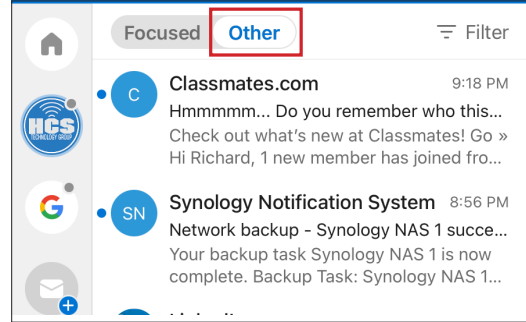 Focused Other Filter
C
Classmates.com 9:18 PM
Hmmmmm... Do you remember who this...
Check out what's new at Classmates! Go »
Hi Richard, 1 new member has joined fro...
HCS
TECHNOLOGY GROUP
G
SN
Synology Notification System 8:56 PM
Network backup - Synology NAS 1 succe...
Your backup task Synology NAS 1 is now
complete. Backup Task: Synology NAS 1...